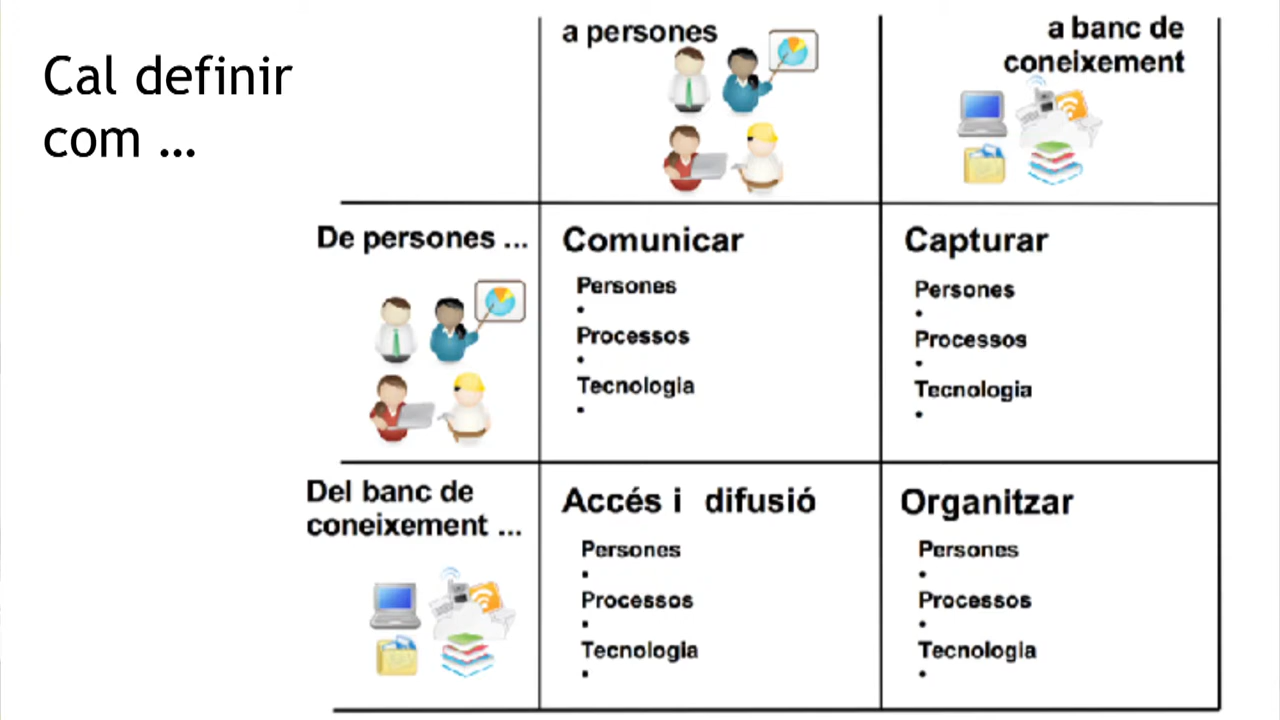 Cal definir
com ...
a persones
a banc de
coneixement
De persones ...
Comunicar
Persones
•
Processos
•
Tecnologia
•
Capturar
Persones
•
Processos
•
Tecnologia
•
Del banc de
coneixement ...
Accés i difusió
Persones
•
Processos
•
Tecnologia
•
Organitzar
Persones
•
Processos
•
Tecnologia
•